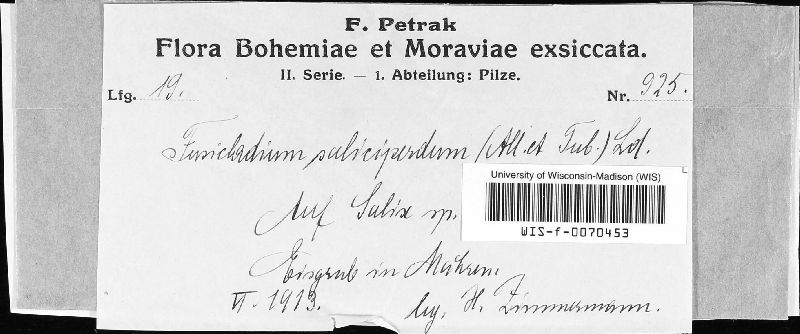 F. Petrak
Flora Bohemiae et Moraviae exsiccata.
II. Serie. — 1. Abteilung: Pilze.
Lfg. 19. Nr. 925.
Fusicladium saliciperdum (All. et Tub.) Ld.
University of Wisconsin-Madison (WIS)
WIS-f-0070453
Auf Salix sp.
Eisgrub in Mähren.
VI. 1913. leg. H. Zimmermann.